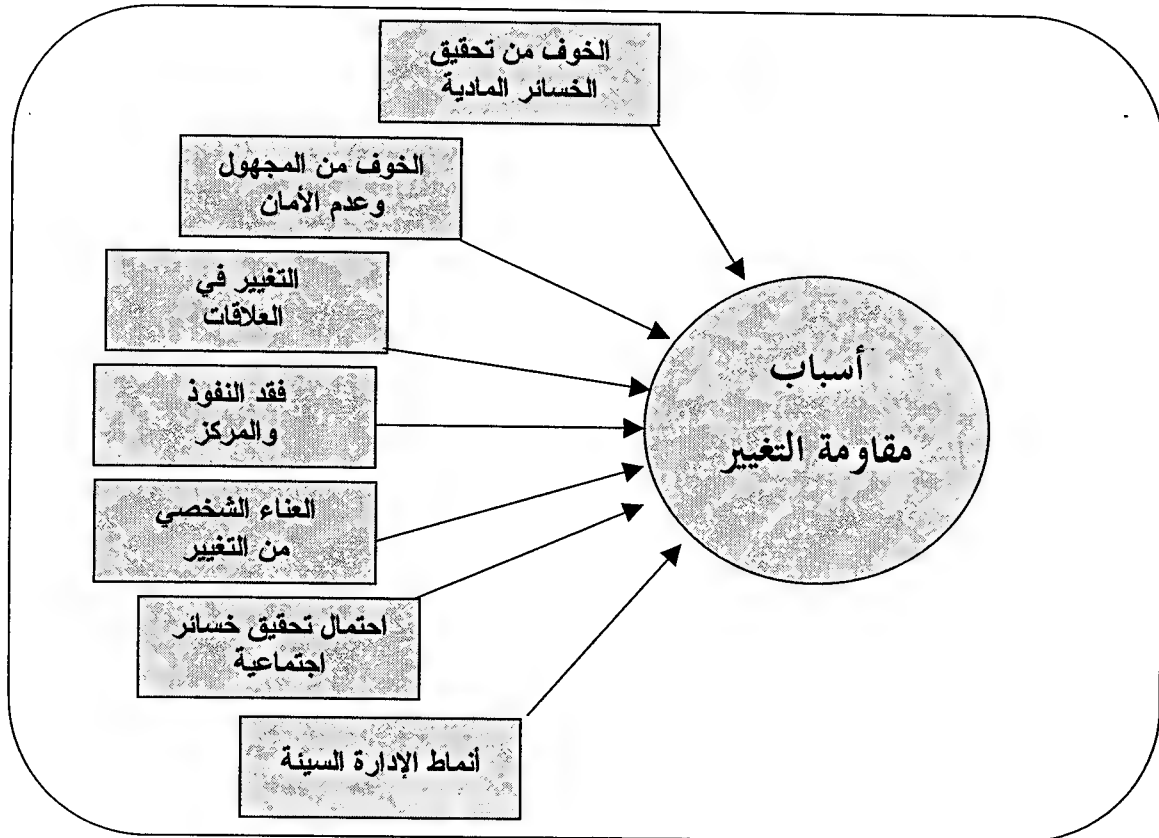 الخوف من تحقيق
الخسائر المادية
الخوف من المجهول
وعدم الأمان
التغيير في
العلاقات
فقد النفوذ
والمركز
العناء الشخصي
من التغيير
احتمال تحقيق خسائر
اجتماعية
أنماط الإدارة السيئة
أسباب
مقاومة التغيير